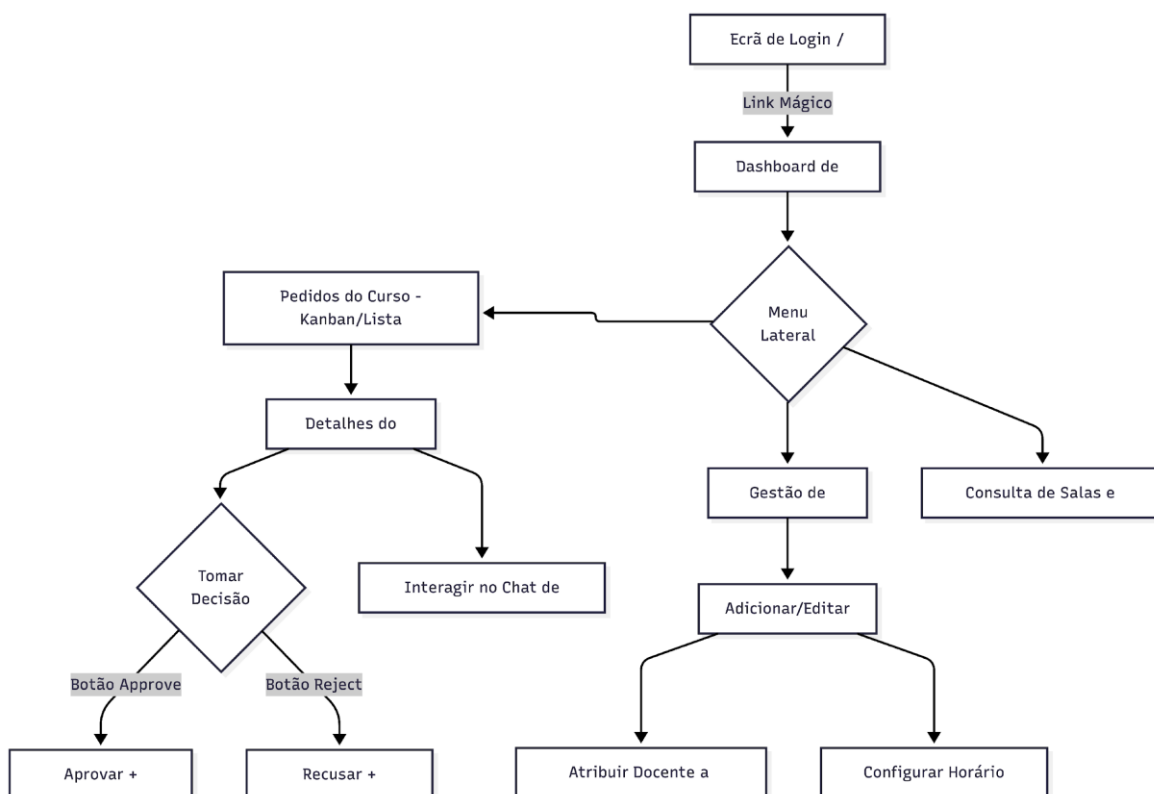 Ecrã de Login /
Link Mágico
Dashboard de
Menu
Lateral
Pedidos do Curso -
Kanban/Lista
Detalhes do
Gestão de
Consulta de Salas e
Tomar
Decisão
Interagir no Chat de
Adicionar/Editar
Botão Approve
Botão Reject
Aprovar +
Recusar +
Atribuir Docente a
Configurar Horário